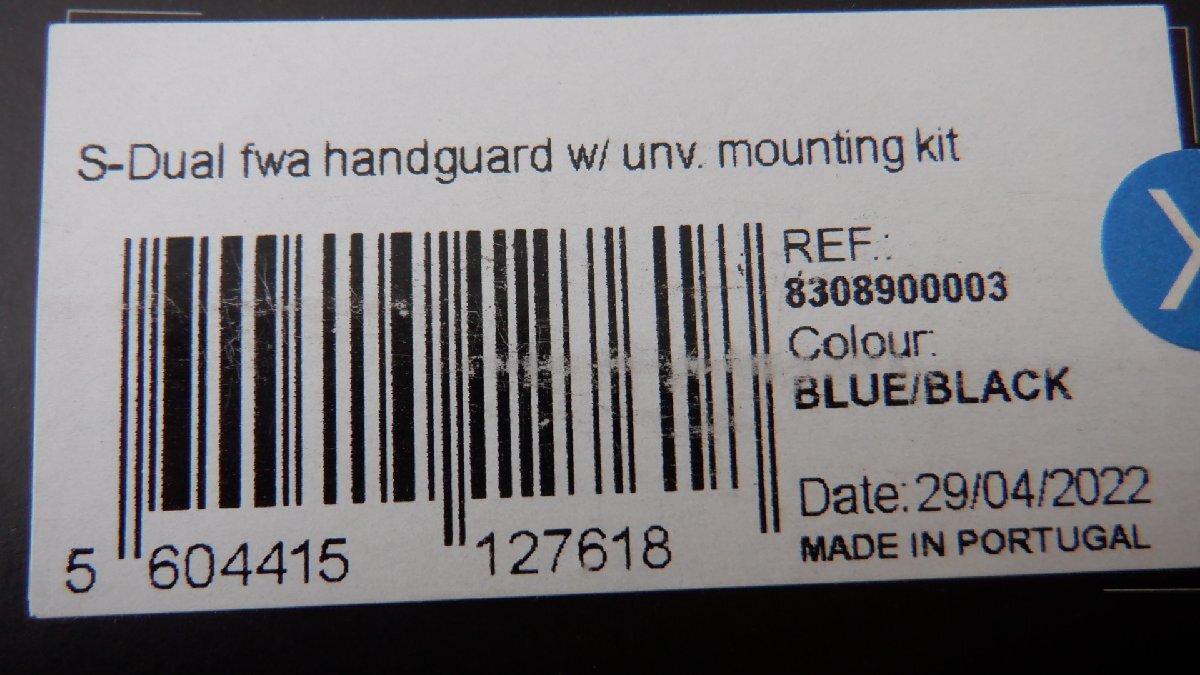 S-Dual fwa handguard w/ unv. mounting kit
REF.:
8308900003
Colour:
BLUE/BLACK
Date: 29/04/2022
MADE IN PORTUGAL
5 604415 127618